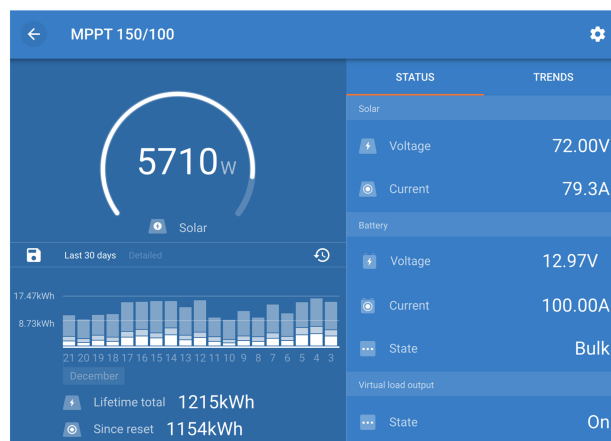 MPPT 150/100
STATUS TRENDS
5710W
Solar
Last 30 days Detailed
17.47kWh
8.73kWh
21 20 19 18 17 16 15 14 13 12 11 10 9 8 7 6 5 4 3
December
Lifetime total 1215kWh
Since reset 1154kWh
Solar
Voltage 72.00V
Current 79.3A
Battery
Voltage 12.97V
Current 100.00A
State Bulk
Virtual load output
State On